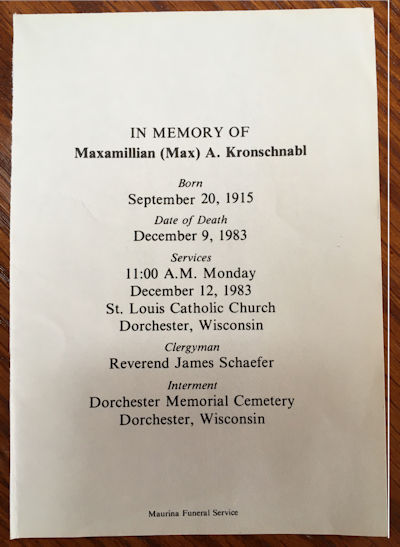 IN MEMORY OF
Maxamillian (Max) A. Kronschnabl
Born
September 20, 1915
Date of Death
December 9, 1983
Services
11:00 A.M. Monday
December 12, 1983
St. Louis Catholic Church
Dorchester, Wisconsin
Clergyman
Reverend James Schaefer
Interment
Dorchester Memorial Cemetery
Dorchester, Wisconsin
Maurina Funeral Service